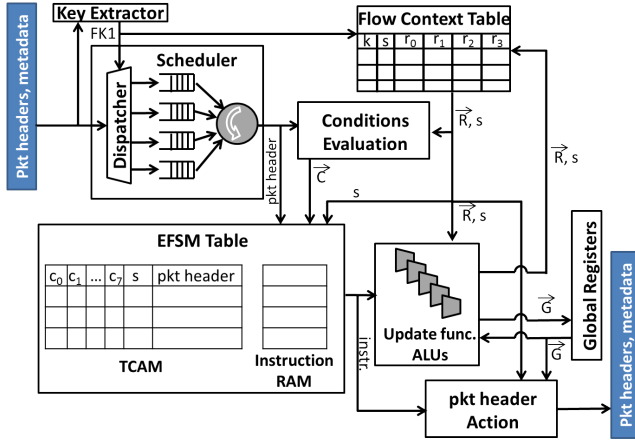 Key Extractor
FK1
Pkt headers, metadata
Scheduler
Dispatcher
Flow Context Table
k s r0 r1 r2 r3
R, s
R, s
Conditions
Evaluation
pkt header
C
s
R, s
EFSM Table
c0 c1 ... c7 s pkt header
TCAM
Instruction
RAM
instr.
Update func.
ALUs
G
G
Global Registers
pkt header
Action
Pkt headers, metadata